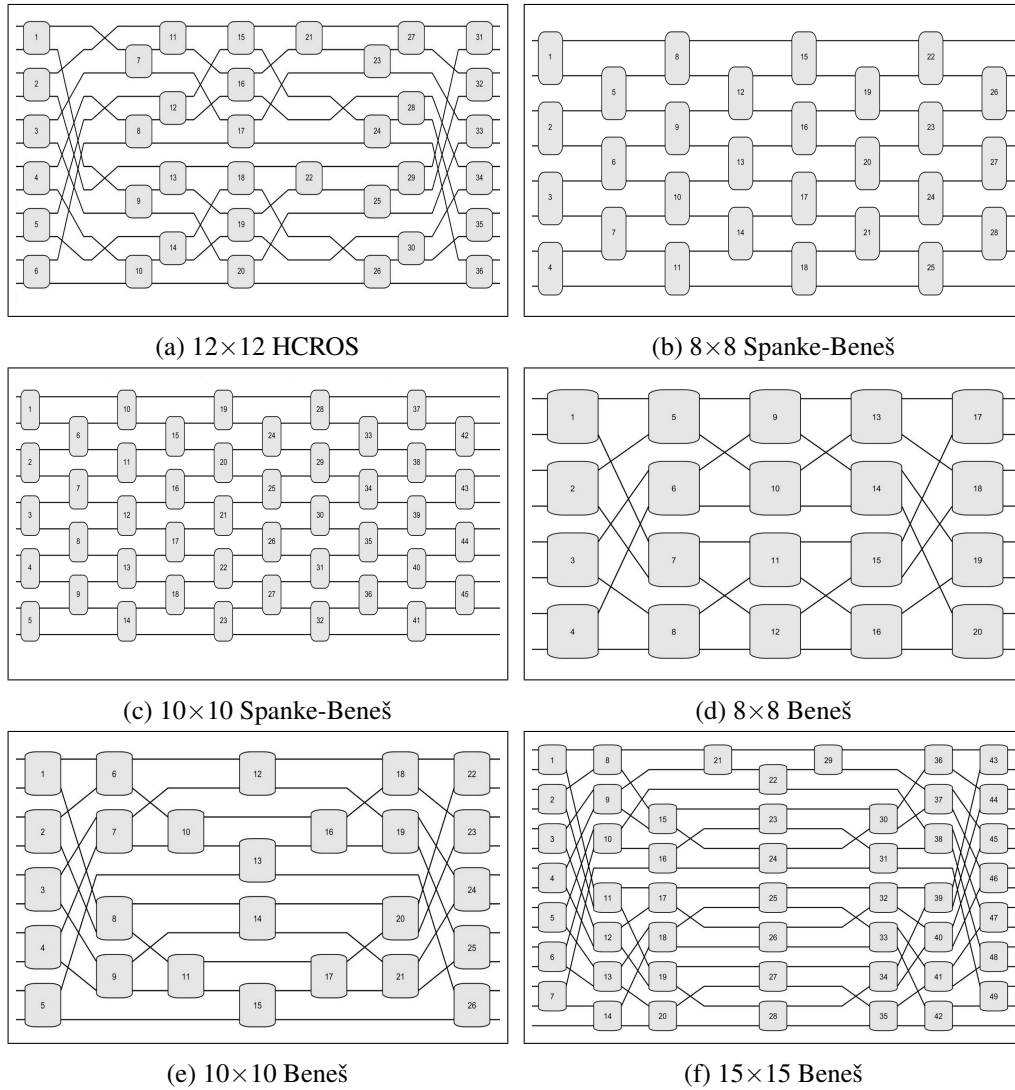 1 11 15 21 27 31
7 23
2 16 32
12 28
3 8 17 24 33
4 13 18 22 29 34
9 25
5 19 35
14 30
6 10 20 26 36
(a) 12×12 HCROS
1 8 15 22
5 12 19 26
2 9 16 23
6 13 20 27
3 10 17 24
7 14 21 28
4 11 18 25
(b) 8×8 Spanke-Beneš
1 10 19 28 37
6 15 24 33 42
2 11 20 29 38
7 16 25 34 43
3 12 21 30 39
8 17 26 35 44
4 13 22 31 40
9 18 27 36 45
5 14 23 32 41
(c) 10×10 Spanke-Beneš
1 5 9 13 17
2 6 10 14 18
3 7 11 15 19
4 8 12 16 20
(d) 8×8 Beneš
1 6 12 18 22
2 7 10 16 19 23
13
3 24
8 14 20
4 25
9 11 17 21
5 15 26
(e) 10×10 Beneš
1 8 21 29 36 43
22
2 9 37 44
15 23 30
3 10 38 45
16 24 31
4 46
11 17 25 32 39
5 47
12 18 26 33 40
6 48
13 19 27 34 41
7 49
14 20 28 35 42
(f) 15×15 Beneš